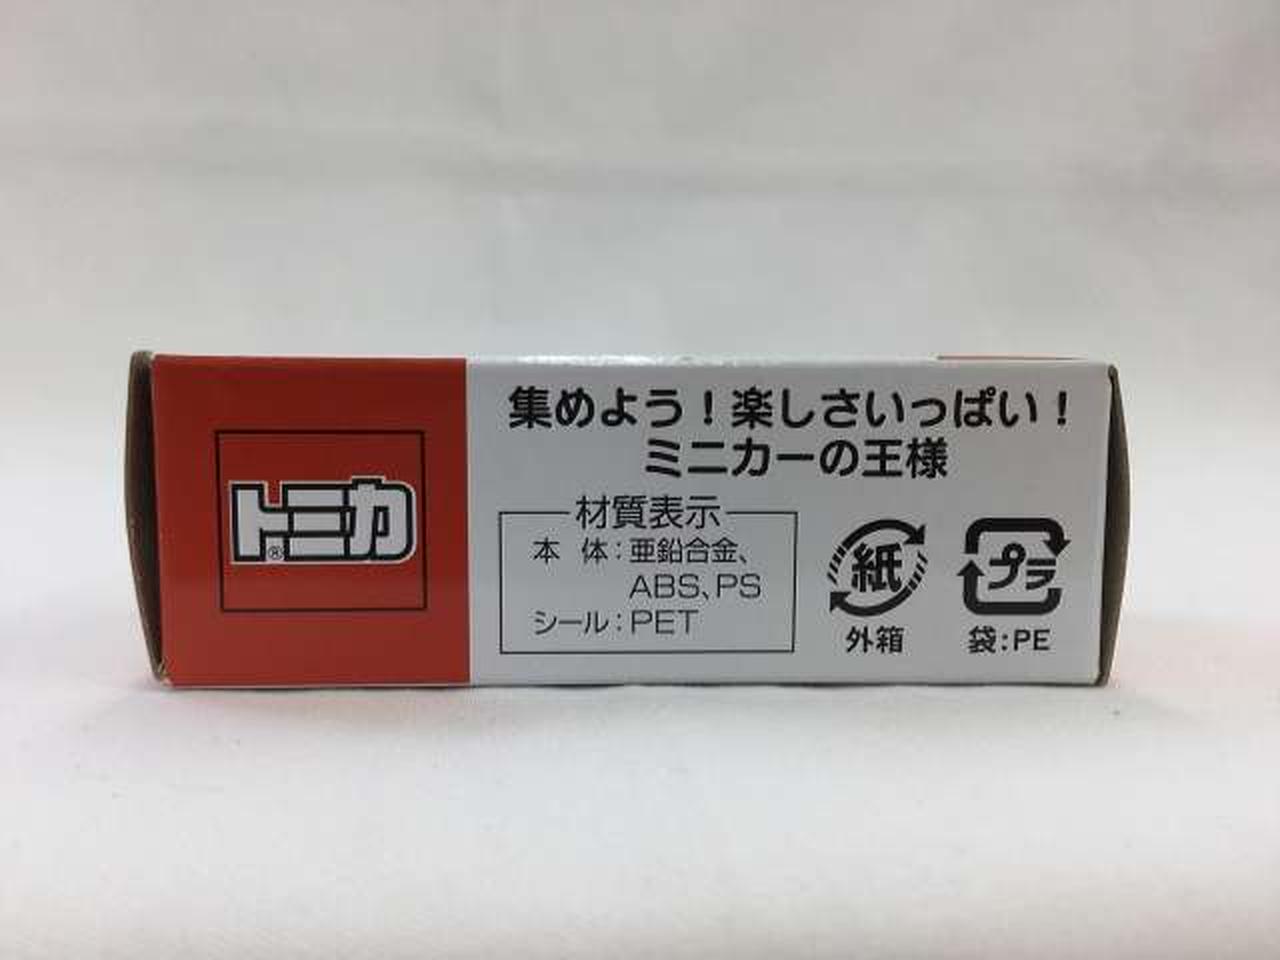 トミカ
®
集めよう！楽しさいっぱい！
ミニカーの王様
材質表示
本 体：亜鉛合金、
ABS、PS
シール：PET
紙
外箱
プラ
袋：PE